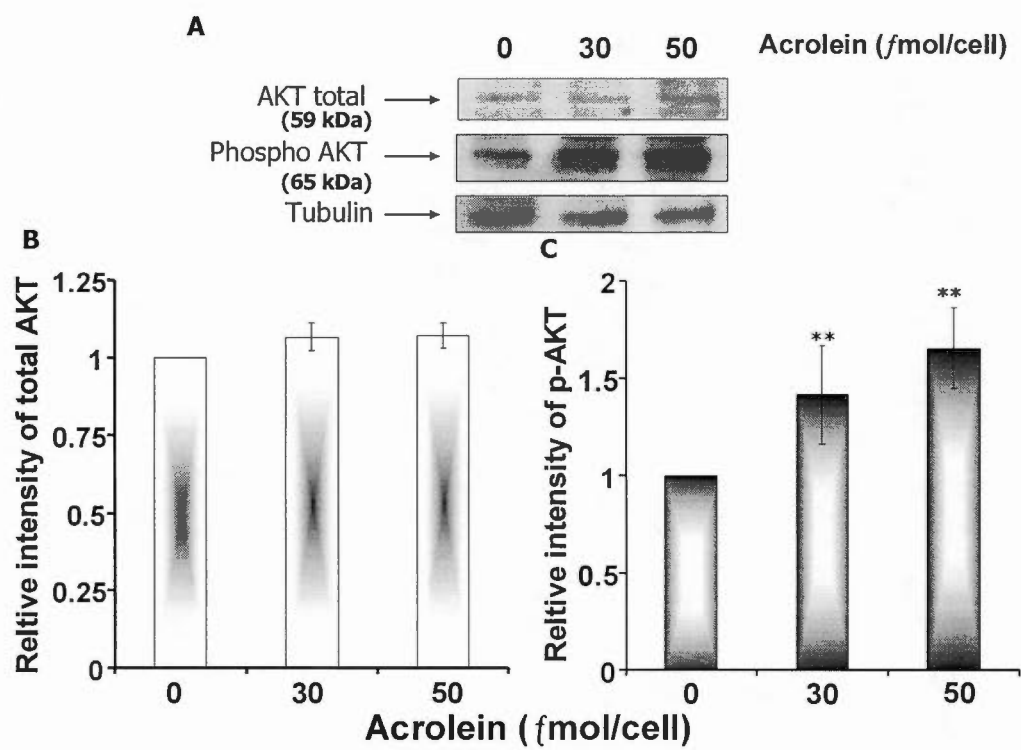 A
0 30 50 Acrolein (ƒmol/cell)
AKT total
(59 kDa)
Phospho AKT
(65 kDa)
Tubulin
B
Reltive intensity of total AKT
1.25
1
0.75
0.5
0.25
0
0 30 50
C
Reltive intensity of p-AKT
2
1.5
1
0.5
0
** **
0 30 50
Acrolein (ƒmol/cell)